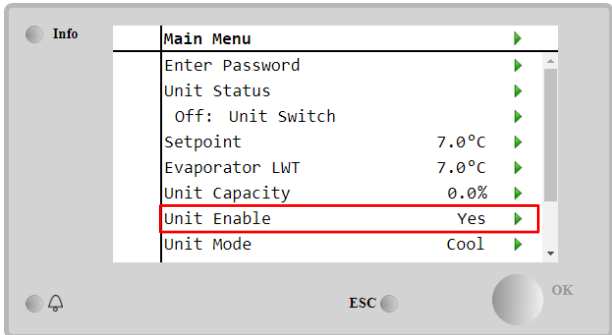 Info
Main Menu
Enter Password
Unit Status
Off: Unit Switch
Setpoint 7.0°C
Evaporator LWT 7.0°C
Unit Capacity 0.0%
Unit Enable Yes
Unit Mode Cool
ESC
OK